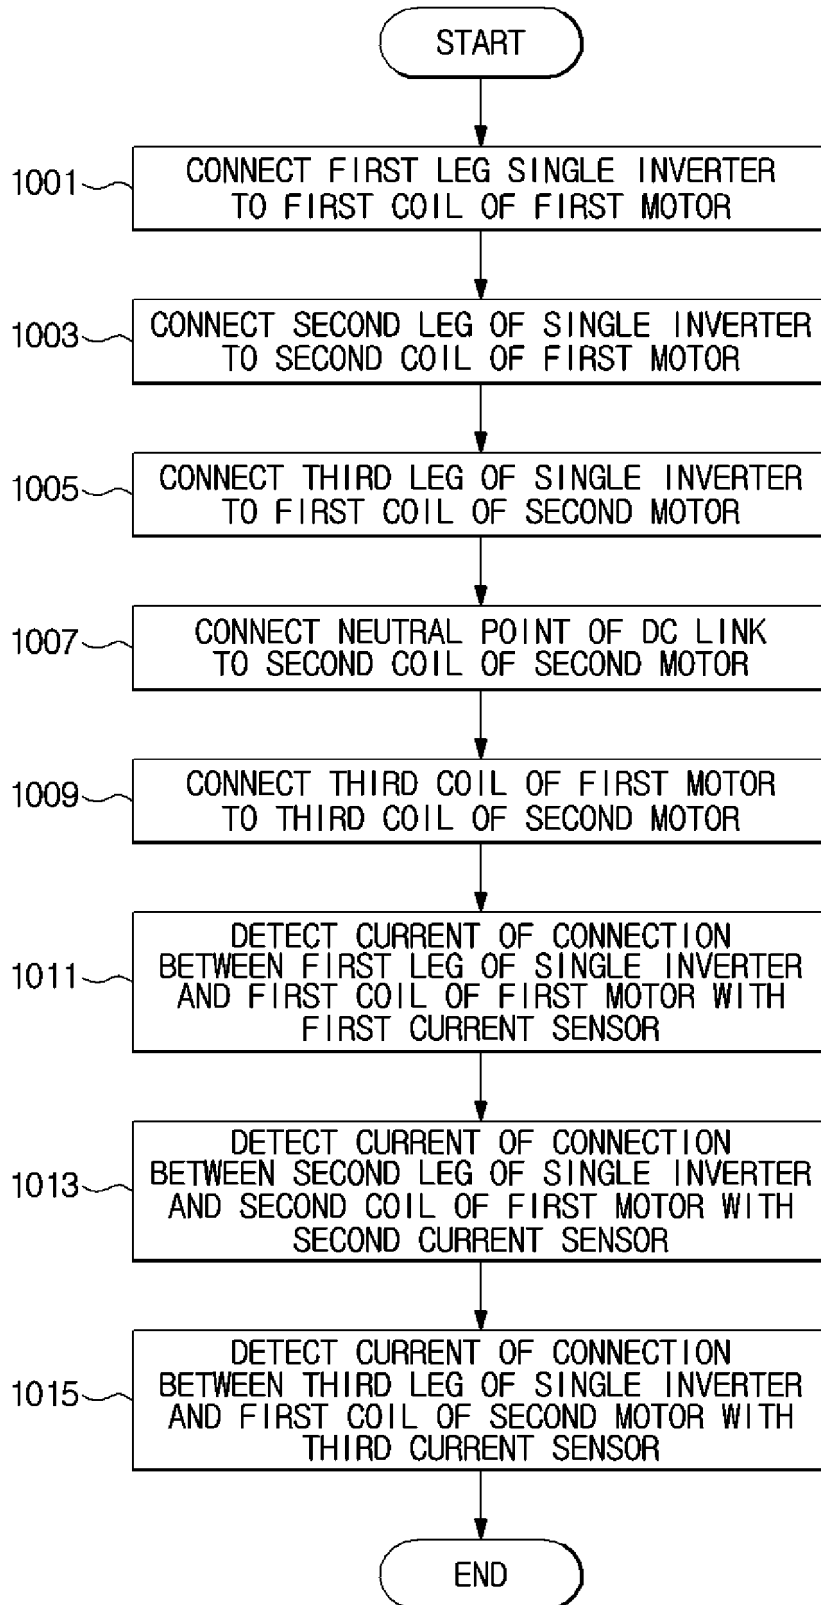 START
1001
CONNECT FIRST LEG SINGLE INVERTER
TO FIRST COIL OF FIRST MOTOR
1003
CONNECT SECOND LEG OF SINGLE INVERTER
TO SECOND COIL OF FIRST MOTOR
1005
CONNECT THIRD LEG OF SINGLE INVERTER
TO FIRST COIL OF SECOND MOTOR
1007
CONNECT NEUTRAL POINT OF DC LINK
TO SECOND COIL OF SECOND MOTOR
1009
CONNECT THIRD COIL OF FIRST MOTOR
TO THIRD COIL OF SECOND MOTOR
1011
DETECT CURRENT OF CONNECTION
BETWEEN FIRST LEG OF SINGLE INVERTER
AND FIRST COIL OF FIRST MOTOR WITH
FIRST CURRENT SENSOR
1013
DETECT CURRENT OF CONNECTION
BETWEEN SECOND LEG OF SINGLE INVERTER
AND SECOND COIL OF FIRST MOTOR WITH
SECOND CURRENT SENSOR
1015
DETECT CURRENT OF CONNECTION
BETWEEN THIRD LEG OF SINGLE INVERTER
AND FIRST COIL OF SECOND MOTOR WITH
THIRD CURRENT SENSOR
END